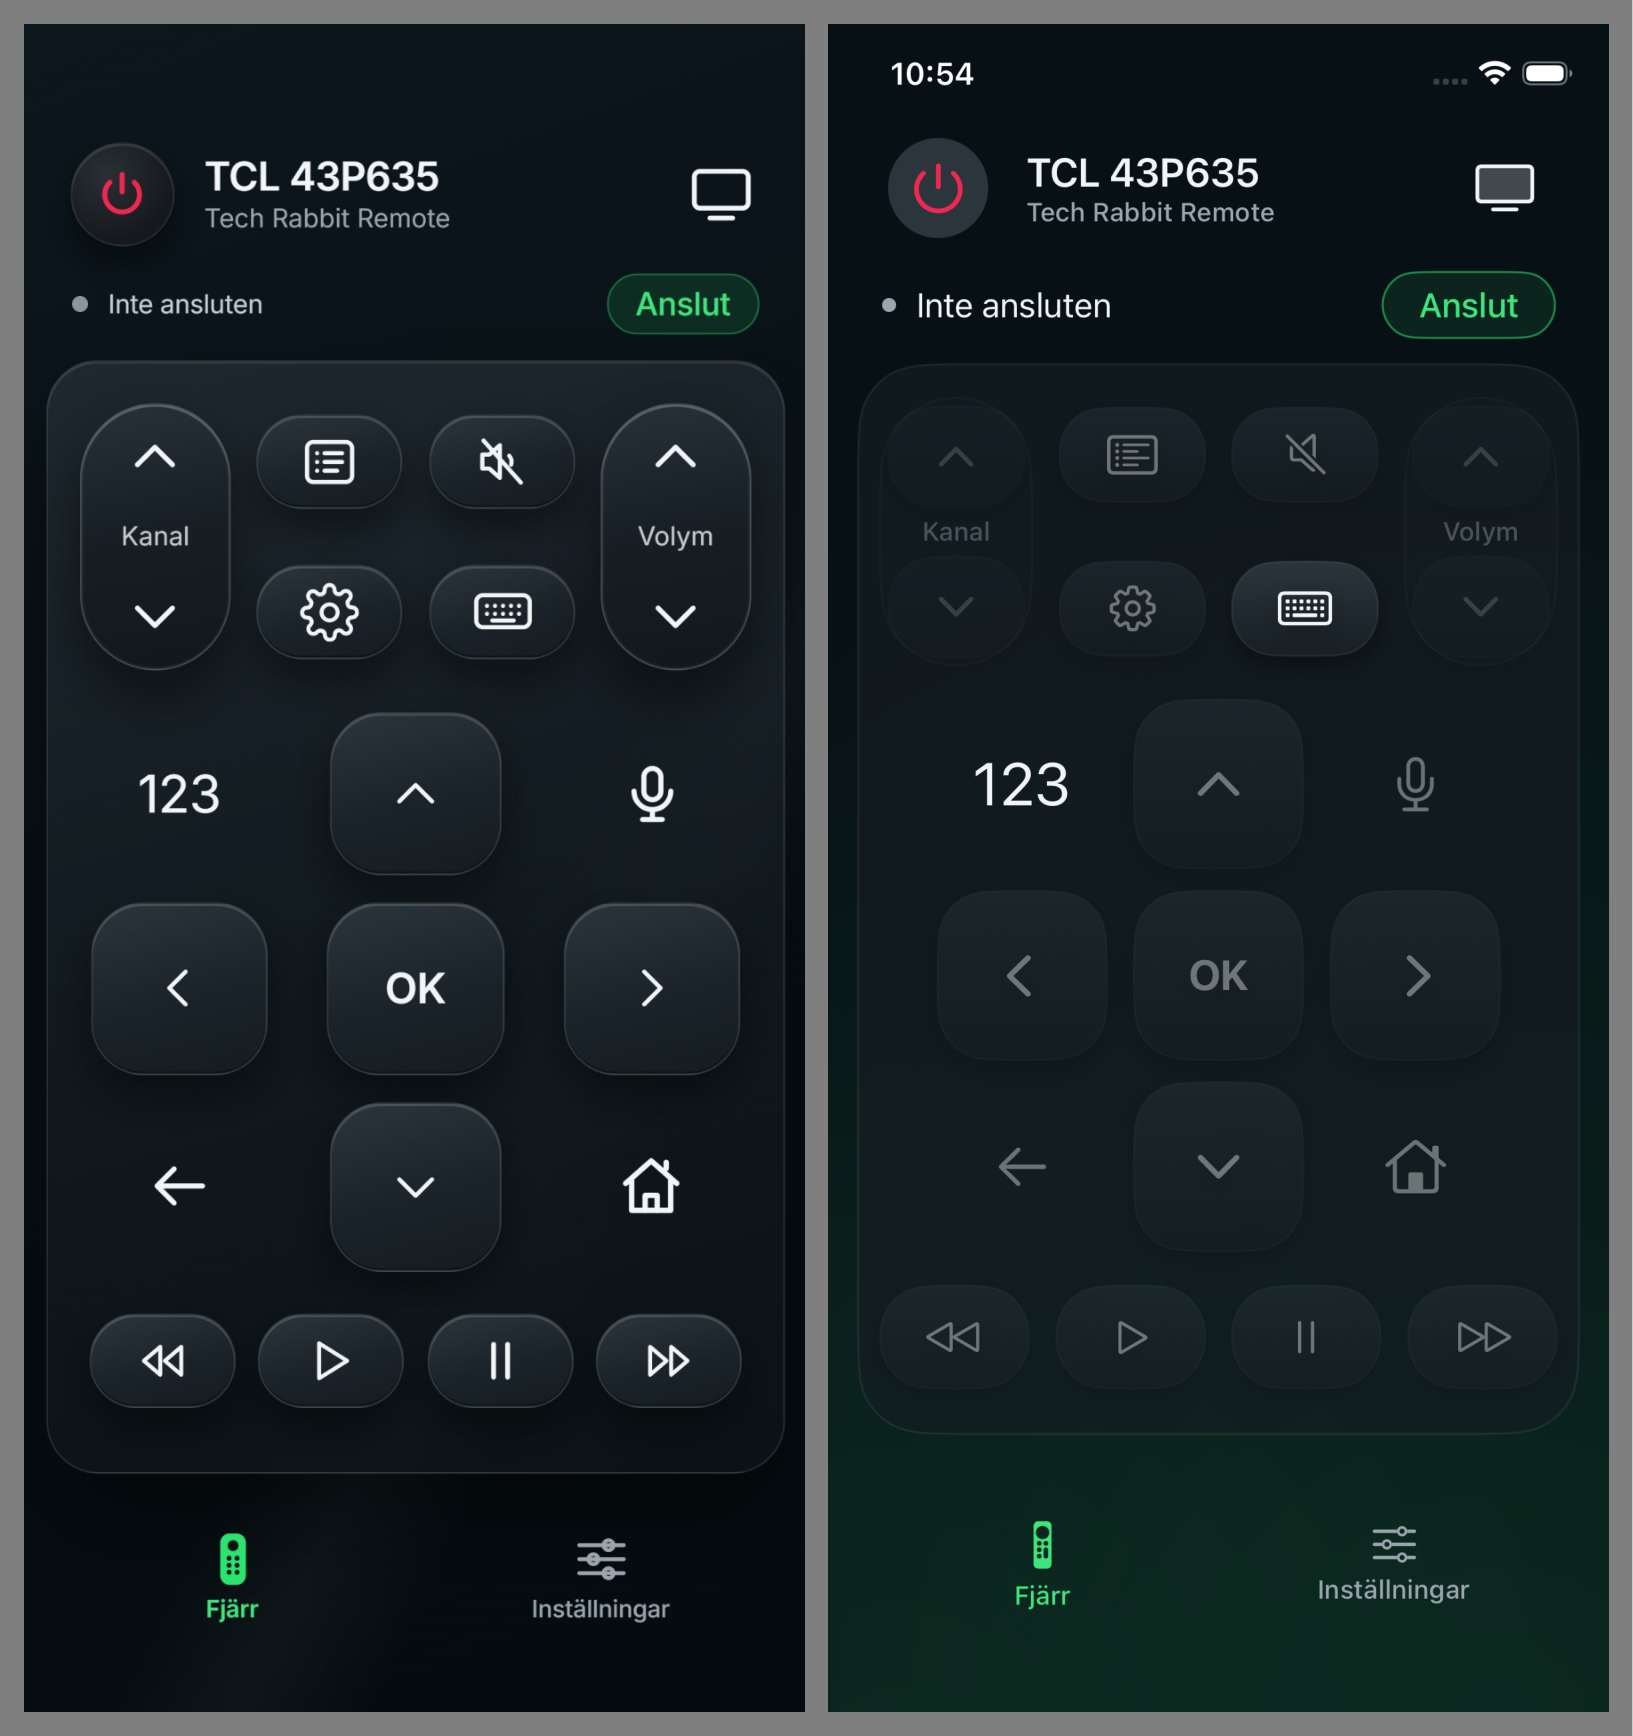 TCL 43P635
Tech Rabbit Remote
Inte ansluten
Anslut
Kanal
Volym
123
OK
Fjärr
Inställningar
10:54
TCL 43P635
Tech Rabbit Remote
Inte ansluten
Anslut
Kanal
Volym
123
OK
Fjärr
Inställningar